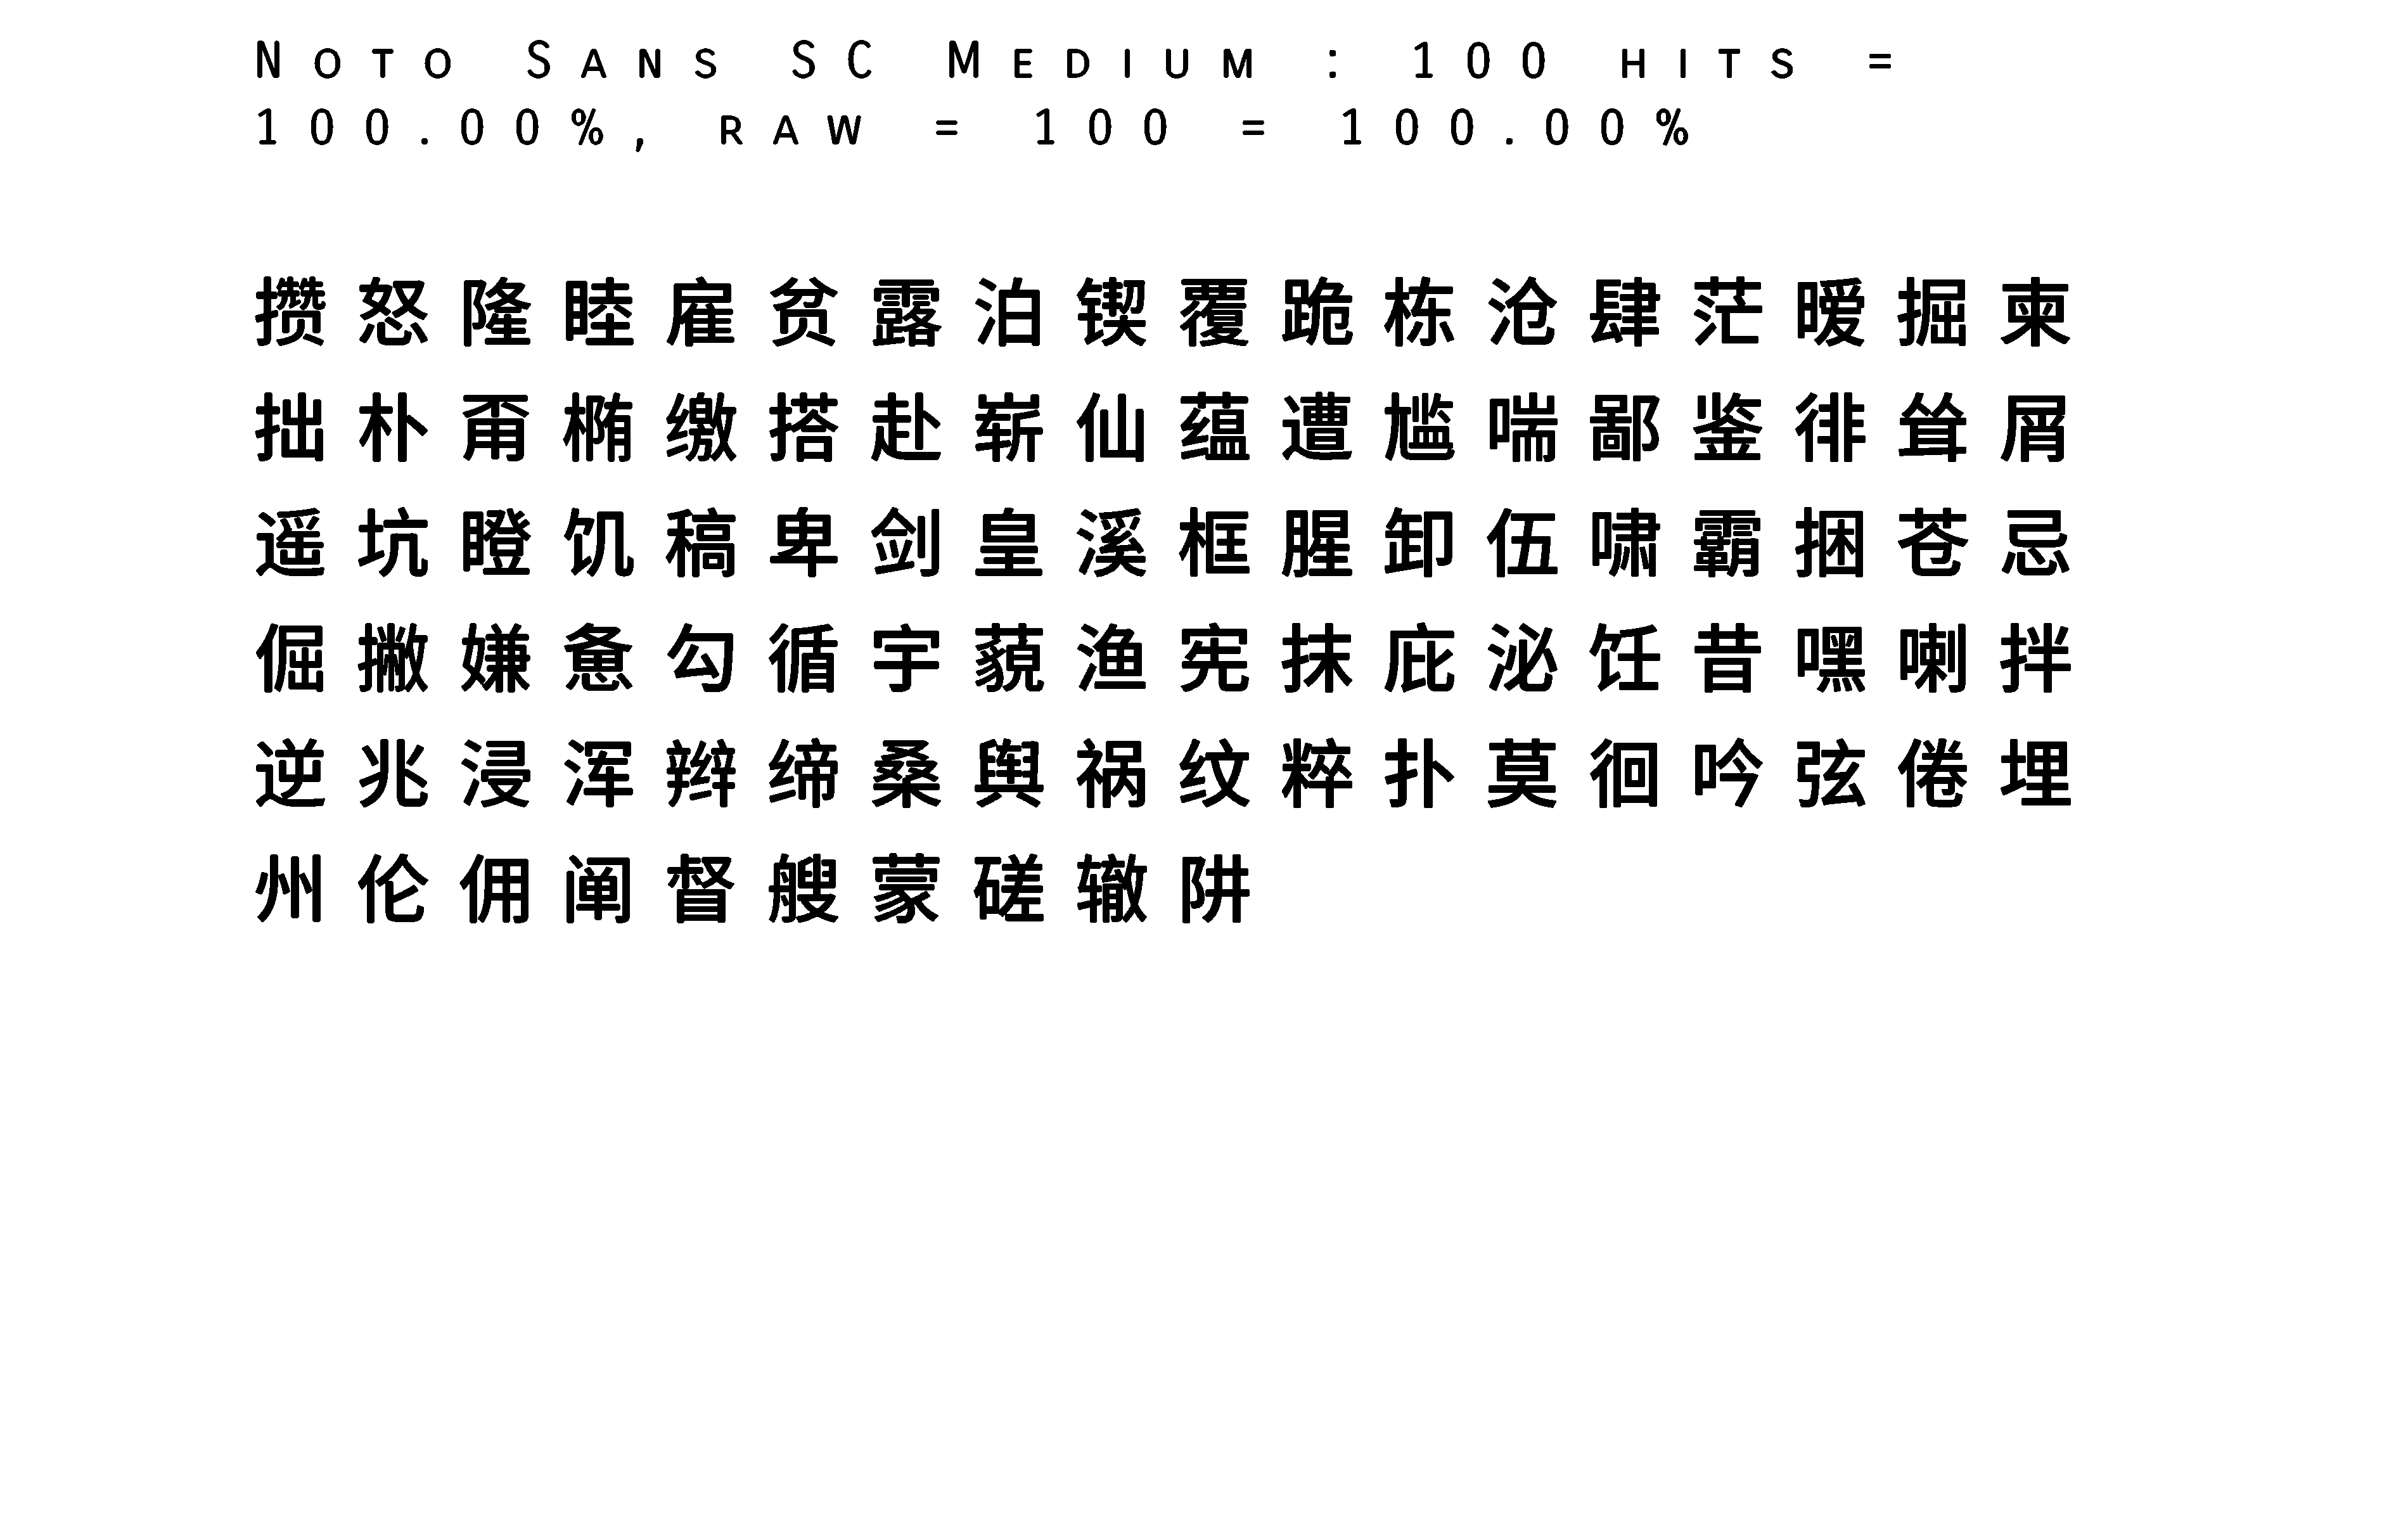 Noto Sans SC Medium : 100 hits =
100.00%, raw = 100 = 100.00%
攒怒隆睦雇贫露泊锲覆跪栋沧肆茫暧掘柬
拙朴甭椭缴搭赴崭仙蕴遭尴喘鄙鉴徘耸屑
遥坑瞪饥稿卑剑皇溪框腥卸伍啸霸捆苍忌
倔撇嫌惫勾循宇藐渔宪抹庇泌饪昔嘿喇拌
逆兆浸浑辫缔桑舆祸纹粹扑莫徊吟弦倦埋
州伦佣阐督艘蒙磋辙阱